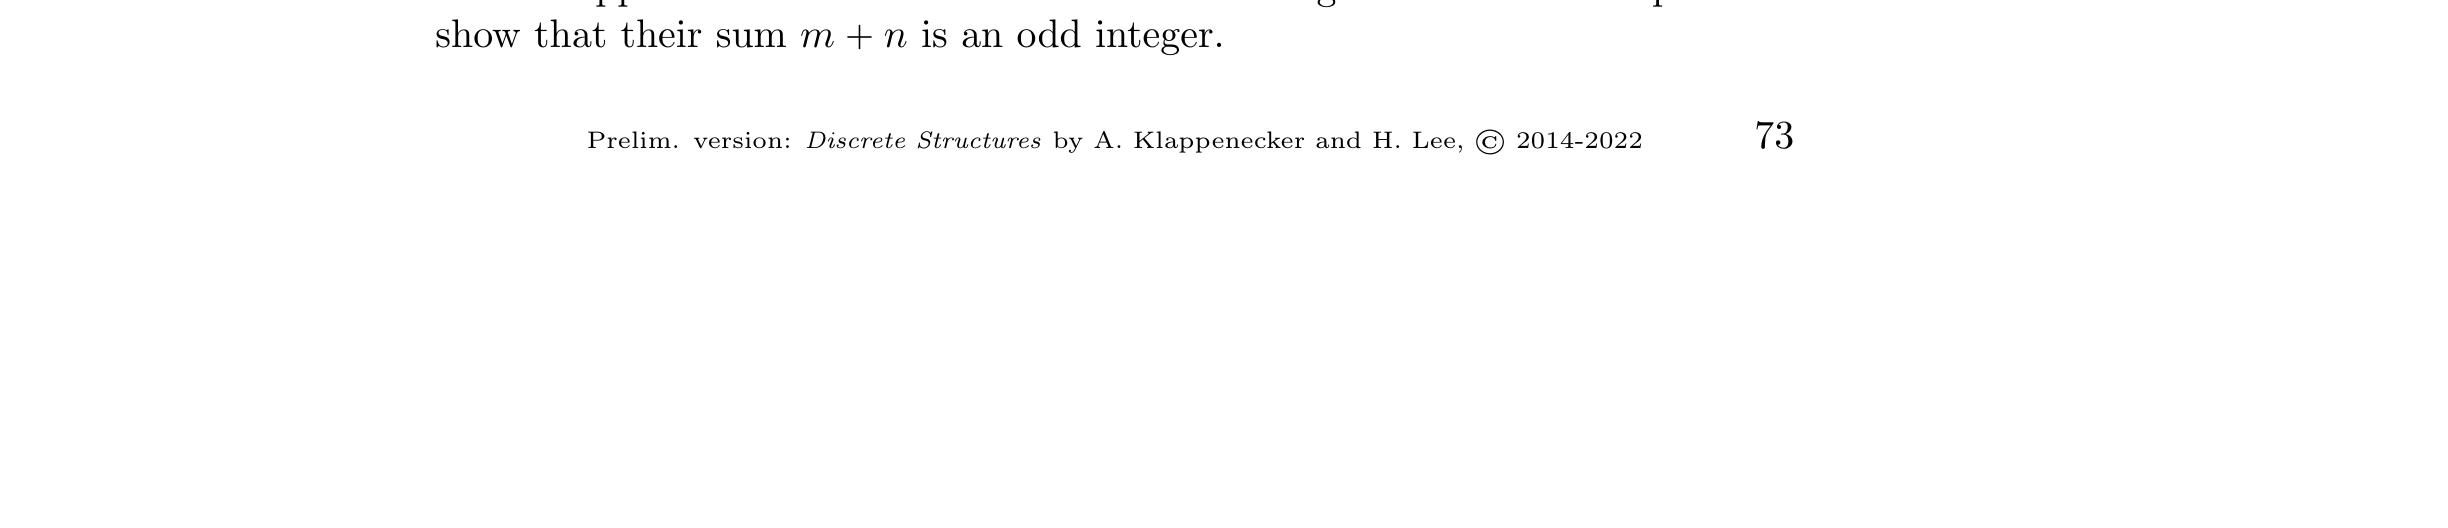 show that their sum m + n is an odd integer.
Prelim. version: Discrete Structures by A. Klappenecker and H. Lee, © 2014-2022 73